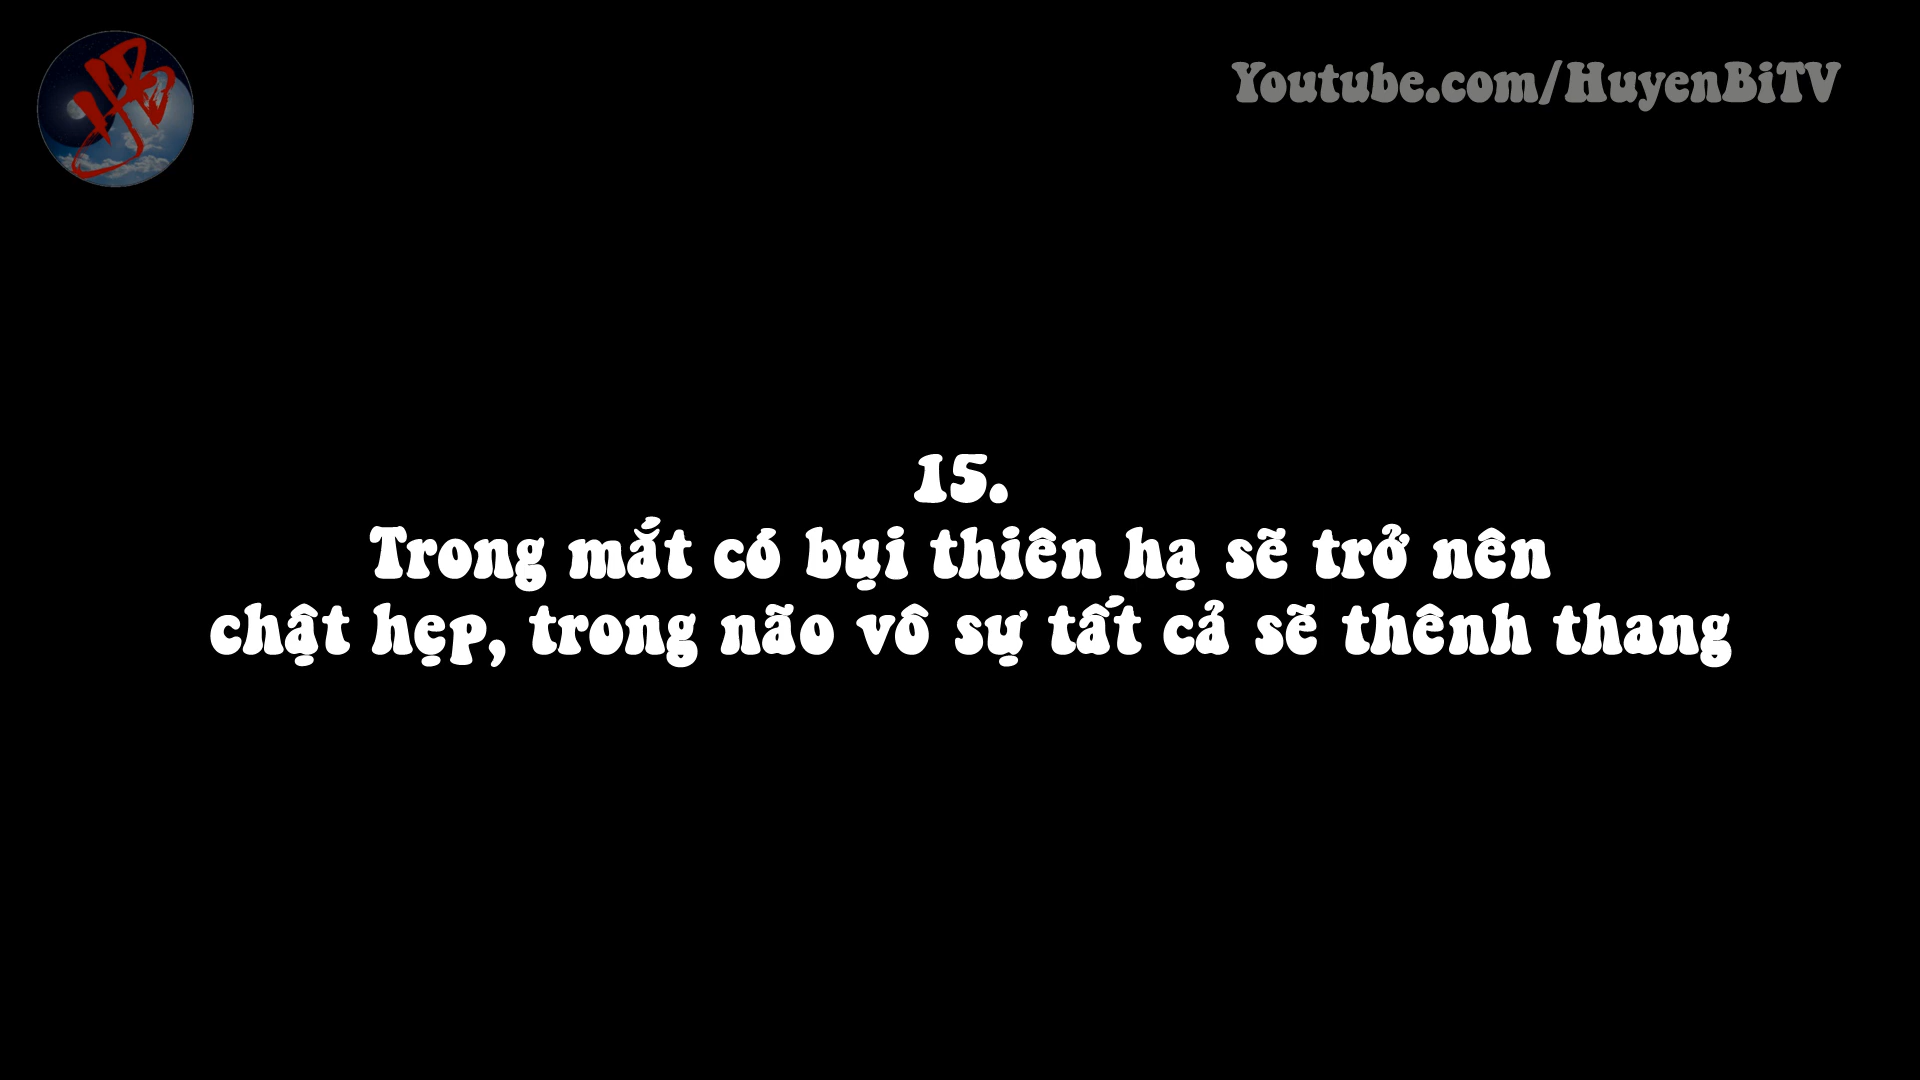 HB
Youtube.com/HuyenBiTV
15.
Trong mắt có bụi thiên hạ sẽ trở nên
chật hẹp, trong não vô sự tất cả sẽ thênh thang